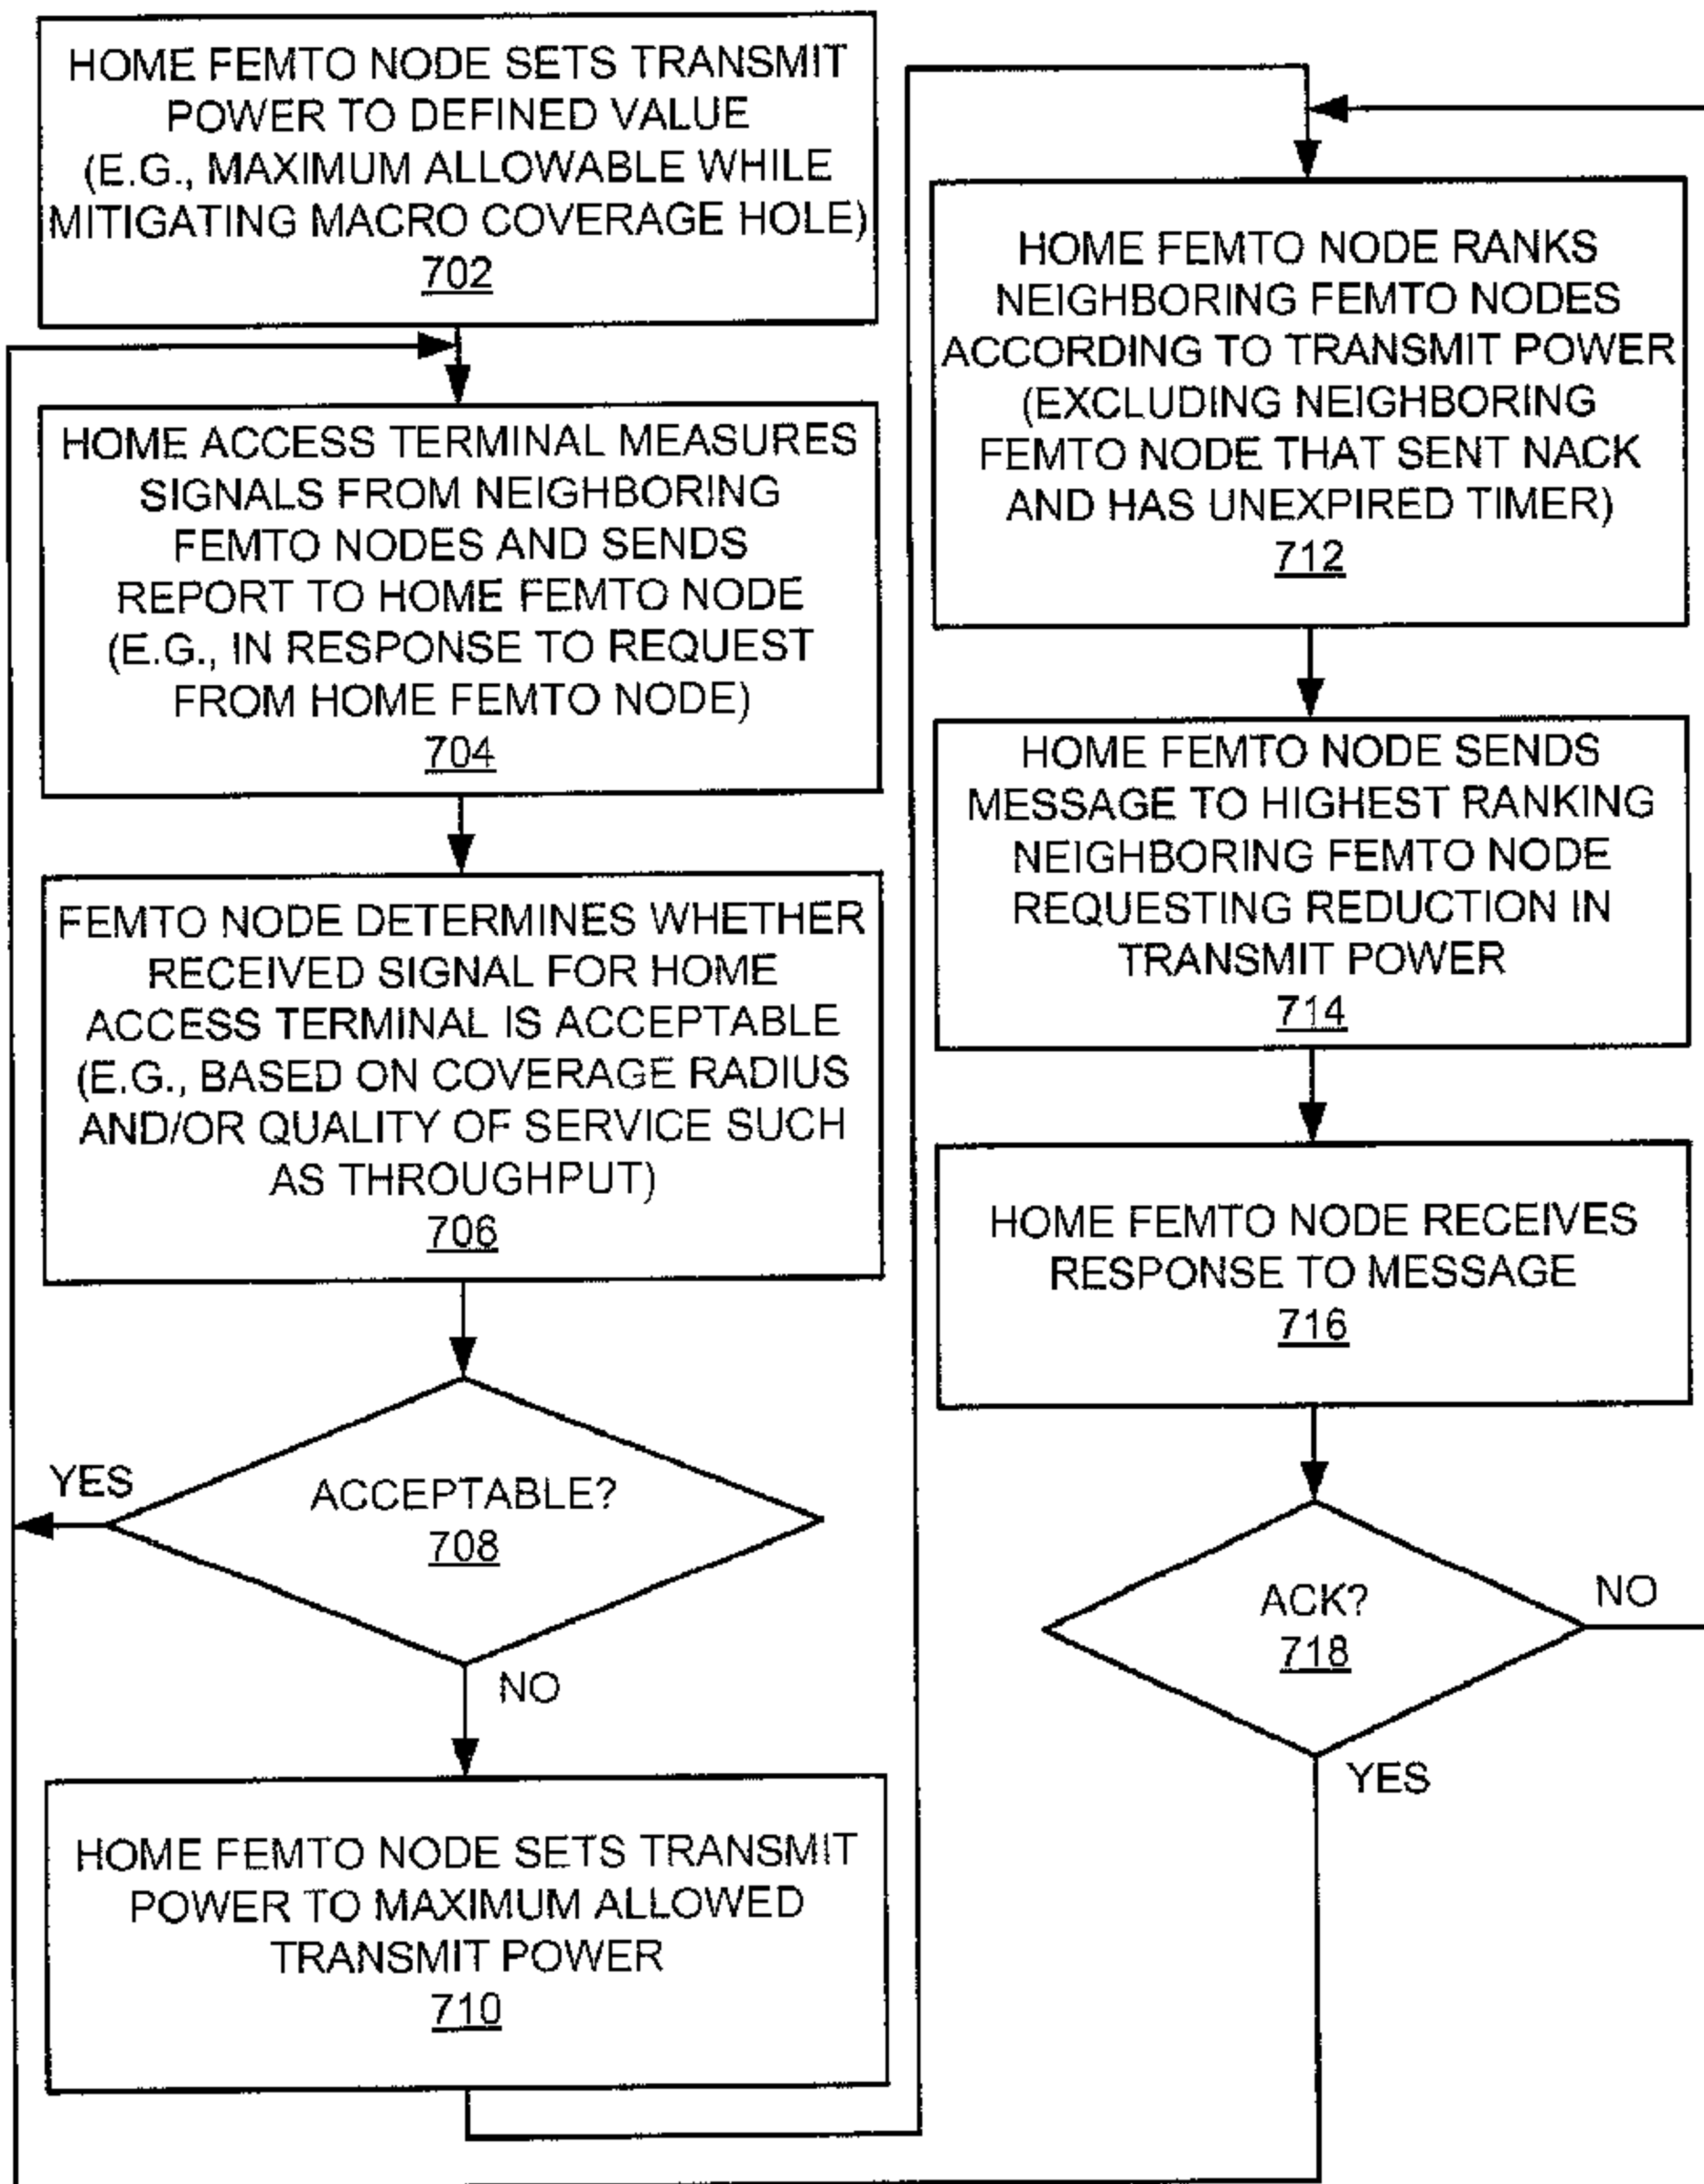 HOME FEMTO NODE SETS TRANSMIT
POWER TO DEFINED VALUE
(E.G., MAXIMUM ALLOWABLE WHILE
MITIGATING MACRO COVERAGE HOLE)
702
HOME ACCESS TERMINAL MEASURES
SIGNALS FROM NEIGHBORING
FEMTO NODES AND SENDS
REPORT TO HOME FEMTO NODE
(E.G., IN RESPONSE TO REQUEST
FROM HOME FEMTO NODE)
704
FEMTO NODE DETERMINES WHETHER
RECEIVED SIGNAL FOR HOME
ACCESS TERMINAL IS ACCEPTABLE
(E.G., BASED ON COVERAGE RADIUS
AND/OR QUALITY OF SERVICE SUCH
AS THROUGHPUT)
706
YES
ACCEPTABLE?
708
NO
HOME FEMTO NODE SETS TRANSMIT
POWER TO MAXIMUM ALLOWED
TRANSMIT POWER
710
HOME FEMTO NODE RANKS
NEIGHBORING FEMTO NODES
ACCORDING TO TRANSMIT POWER
(EXCLUDING NEIGHBORING
FEMTO NODE THAT SENT NACK
AND HAS UNEXPIRED TIMER)
712
HOME FEMTO NODE SENDS
MESSAGE TO HIGHEST RANKING
NEIGHBORING FEMTO NODE
REQUESTING REDUCTION IN
TRANSMIT POWER
714
HOME FEMTO NODE RECEIVES
RESPONSE TO MESSAGE
716
ACK?
718
NO
YES